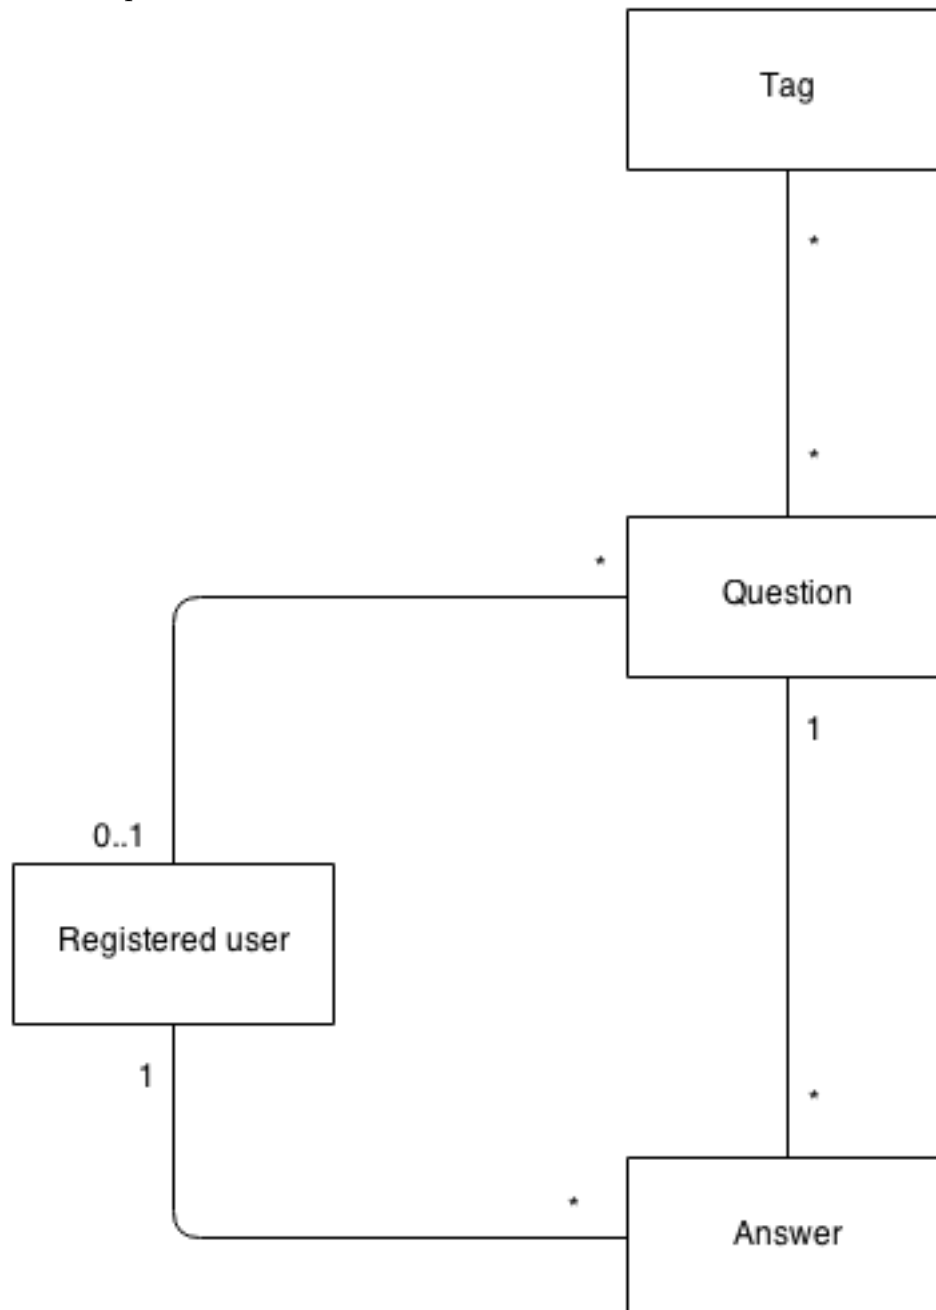 Tag
*
*
*
Question
1
0..1
Registered user
1
*
*
Answer